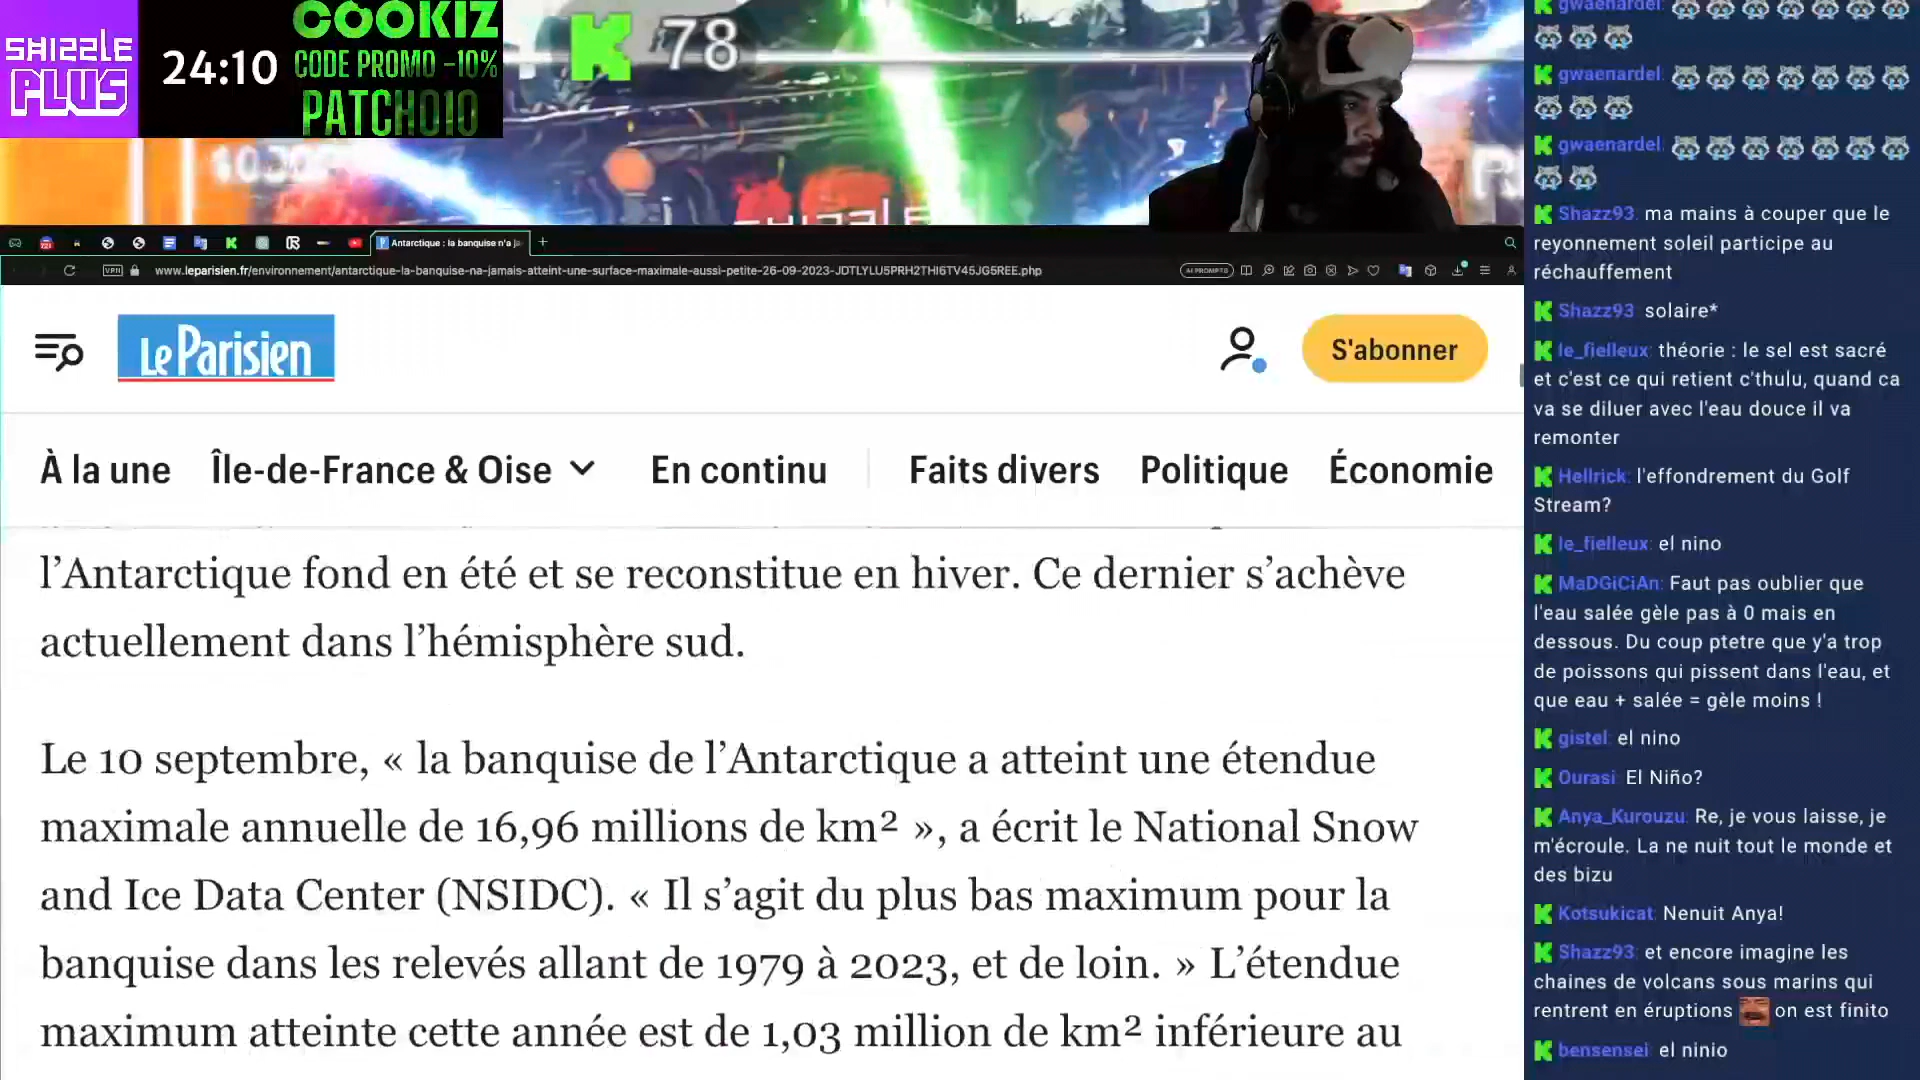 SHIZZLE
PLUS
24:10
COOKIZ
CODE PROMO -10%
PATCHO10
78
Antarctique : la banquise n'a ja
www.leparisien.fr/environnement/antarctique-la-banquise-na-jamais-atteint-une-surface-maximale-aussi-petite-26-09-2023-JDTLYLU5PRH2THI6TV45JG5REE.php
VPN
AI PROMPTS
Le Parisien
S'abonner
À la une
Île-de-France & Oise
En continu
Faits divers
Politique
Économie
l’Antarctique fond en été et se reconstitue en hiver. Ce dernier s’achève
actuellement dans l’hémisphère sud.
Le 10 septembre, « la banquise de l’Antarctique a atteint une étendue
maximale annuelle de 16,96 millions de km² », a écrit le National Snow
and Ice Data Center (NSIDC). « Il s’agit du plus bas maximum pour la
banquise dans les relevés allant de 1979 à 2023, et de loin. » L’étendue
maximum atteinte cette année est de 1,03 million de km² inférieure au
gwaenardel:
gwaenardel:
gwaenardel:
Shazz93: ma mains à couper que le
reyonnement soleil participe au
réchauffement
Shazz93: solaire*
le_fielleux: théorie : le sel est sacré
et c'est ce qui retient c'thulu, quand ca
va se diluer avec l'eau douce il va
remonter
Hellrick: l'effondrement du Golf
Stream?
le_fielleux: el nino
MaDGiCiAn: Faut pas oublier que
l'eau salée gèle pas à 0 mais en
dessous. Du coup ptetre que y'a trop
de poissons qui pissent dans l'eau, et
que eau + salée = gèle moins !
gistel: el nino
Ourasi: El Niño?
Anya_Kurouzu: Re, je vous laisse, je
m'écroule. La ne nuit tout le monde et
des bizu
Kotsukicat: Nenuit Anya!
Shazz93: et encore imagine les
chaines de volcans sous marins qui
rentrent en éruptions on est finito
bensensei: el ninio